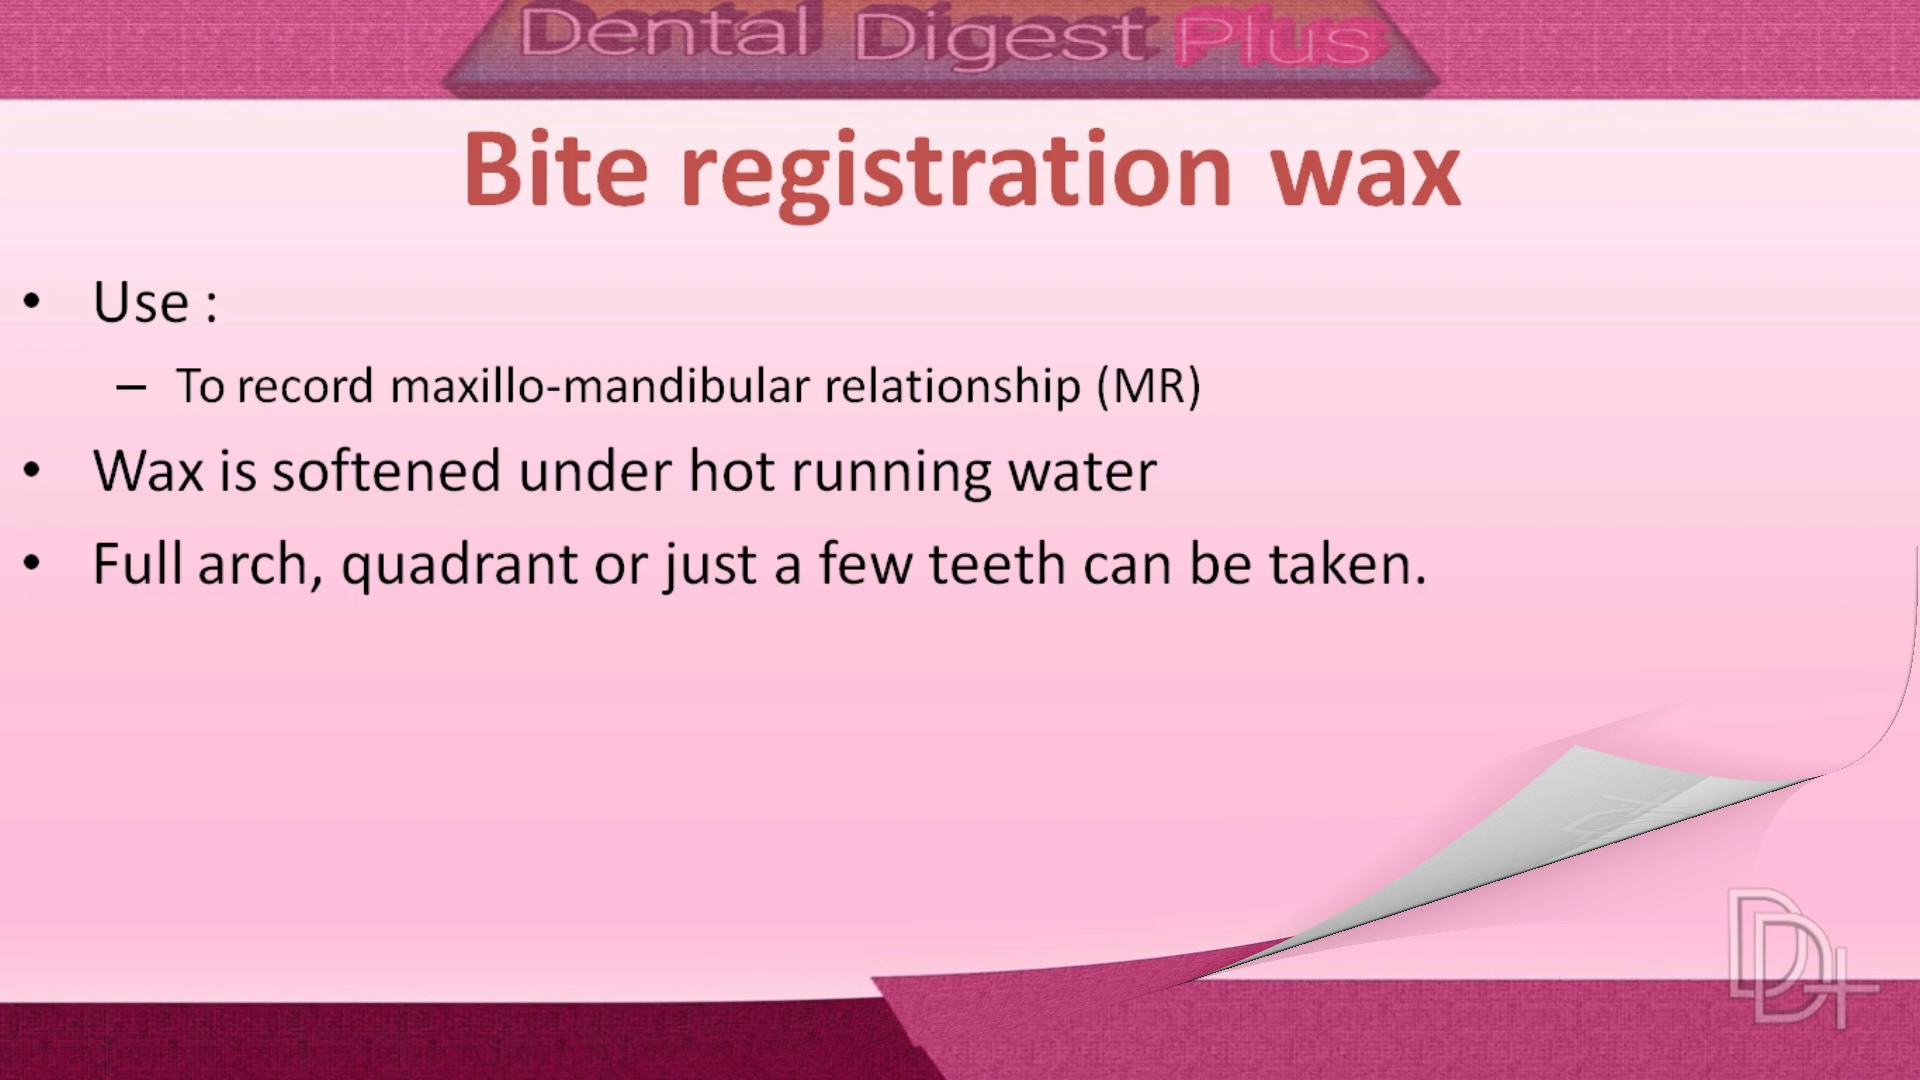 Dental Digest Plus
Bite registration wax
• Use :
– To record maxillo-mandibular relationship (MR)
• Wax is softened under hot running water
• Full arch, quadrant or just a few teeth can be taken.
DD+